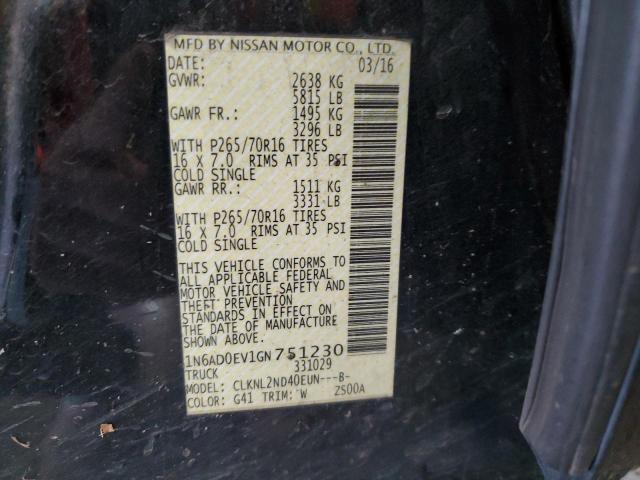 MFD BY NISSAN MOTOR CO., LTD.
DATE: 03/16
GVWR: 2638 KG
5815 LB
GAWR FR.: 1495 KG
3296 LB
WITH P265/70R16 TIRES
16 X 7.0 RIMS AT 35 PSI
COLD SINGLE
GAWR RR.: 1511 KG
3331 LB
WITH P265/70R16 TIRES
16 X 7.0 RIMS AT 35 PSI
COLD SINGLE
THIS VEHICLE CONFORMS TO
ALL APPLICABLE FEDERAL
MOTOR VEHICLE SAFETY AND
THEFT PREVENTION
STANDARDS IN EFFECT ON
THE DATE OF MANUFACTURE
SHOWN ABOVE.
1N6AD0EV1GN751230
TRUCK 331029
MODEL: CLKNL2ND40EUN---B-
COLOR: G41 TRIM: W ZS00A